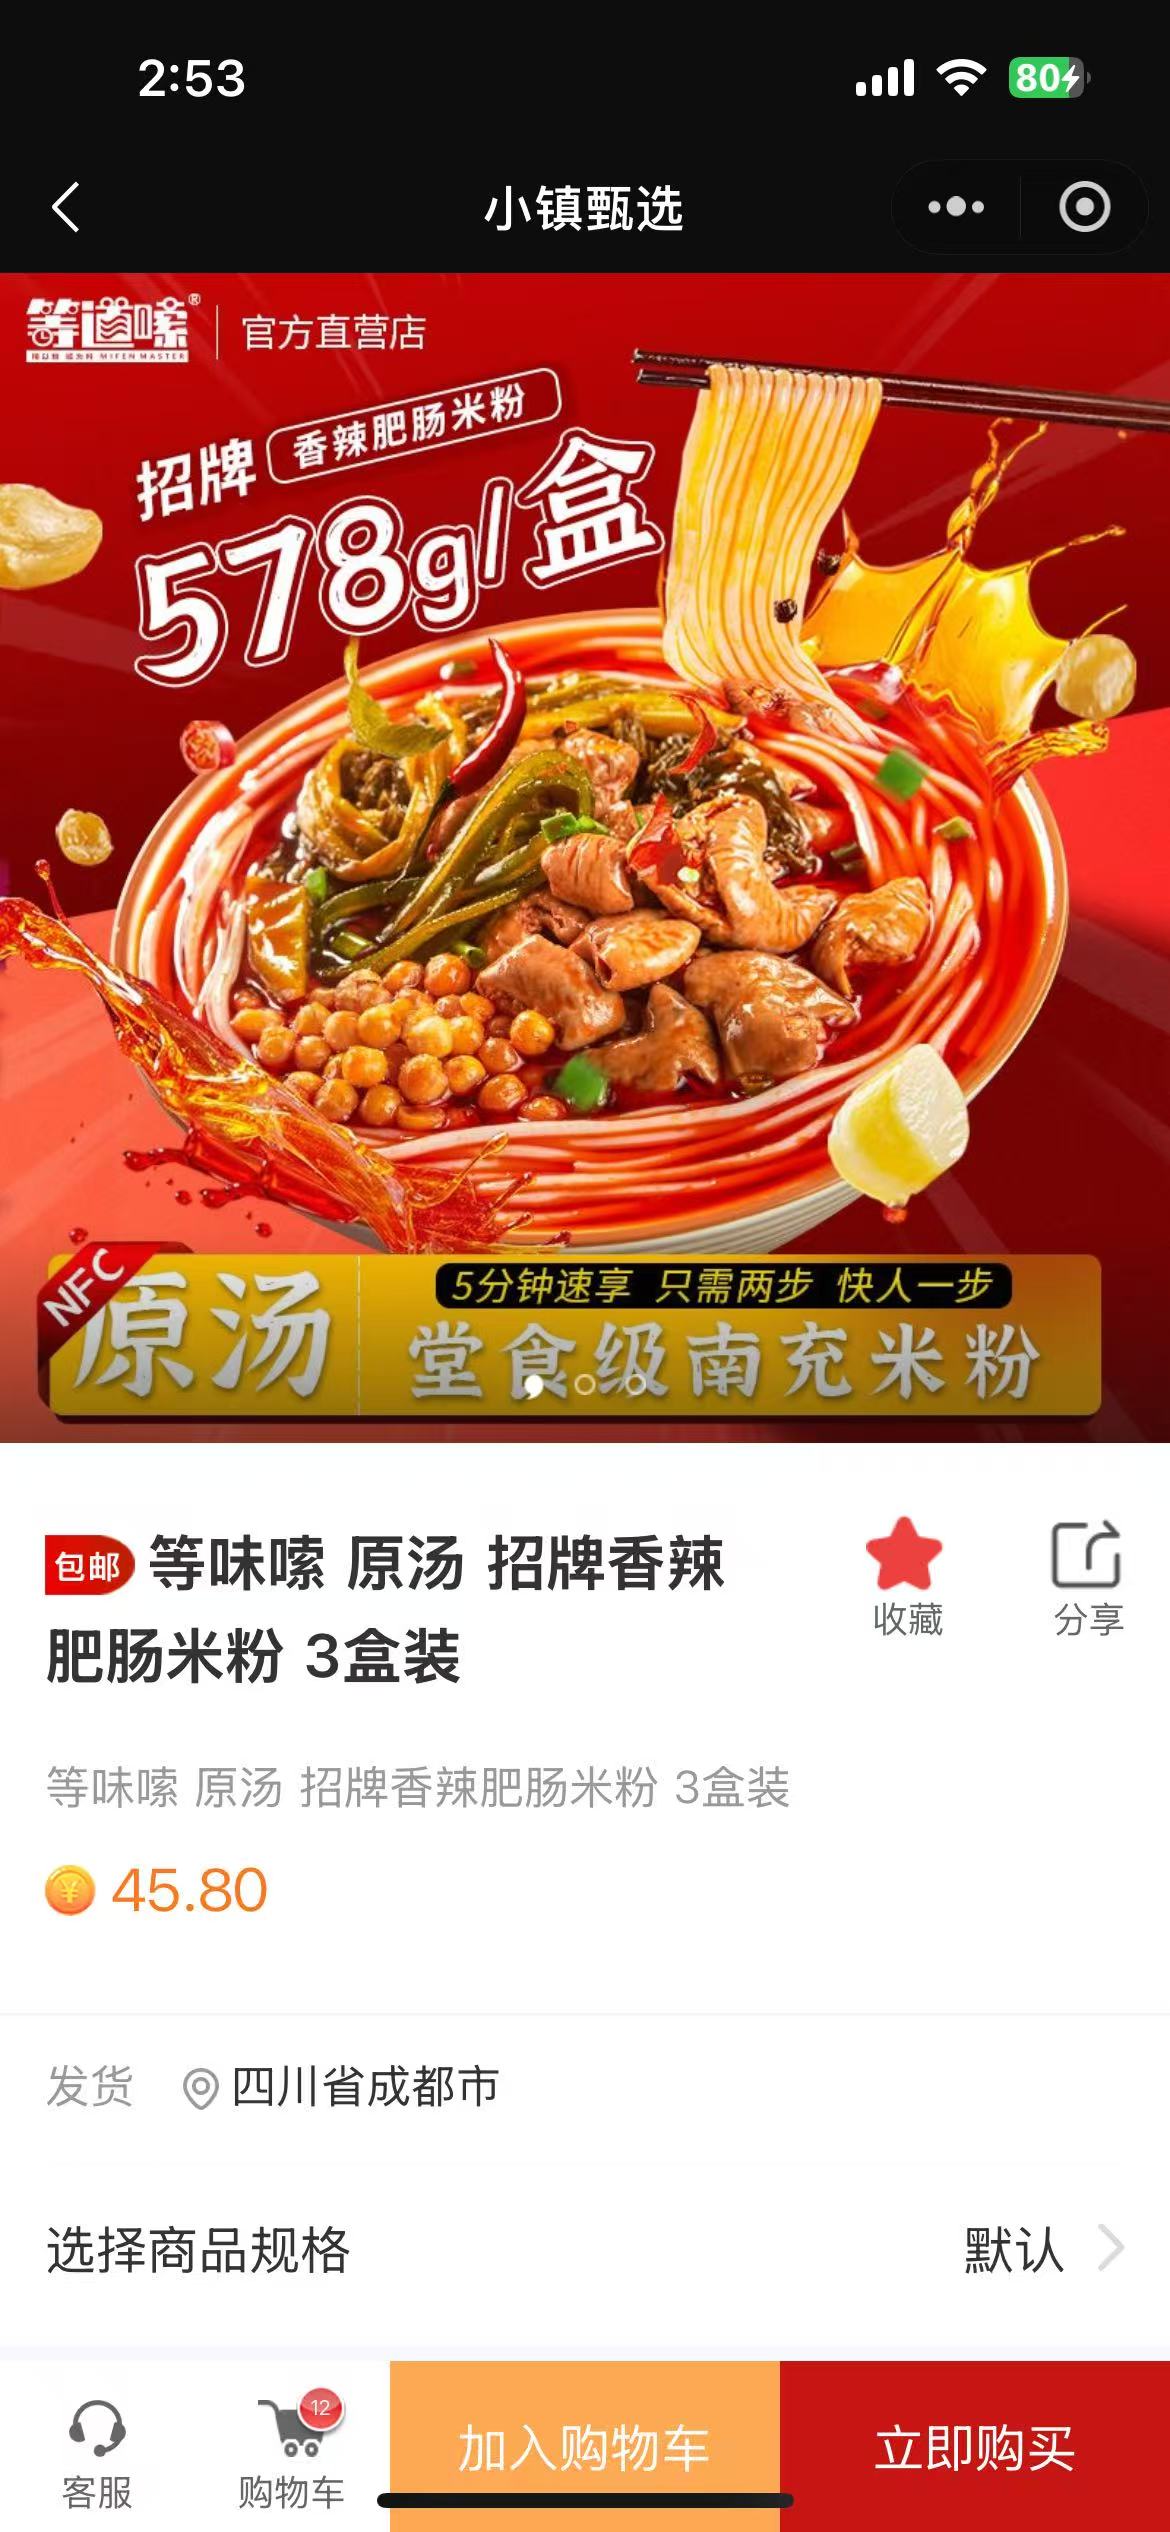 2:53
80
小镇甄选
等道嗦®
MIFEN MASTER
官方直营店
招牌 香辣肥肠米粉
578g/盒
NFC
原汤
5分钟速享 只需两步 快人一步
堂食级南充米粉
包邮 等味嗦 原汤 招牌香辣
肥肠米粉 3盒装
收藏
分享
等味嗦 原汤 招牌香辣肥肠米粉 3盒装
45.80
发货 四川省成都市
选择商品规格 默认
12
客服
购物车
加入购物车
立即购买